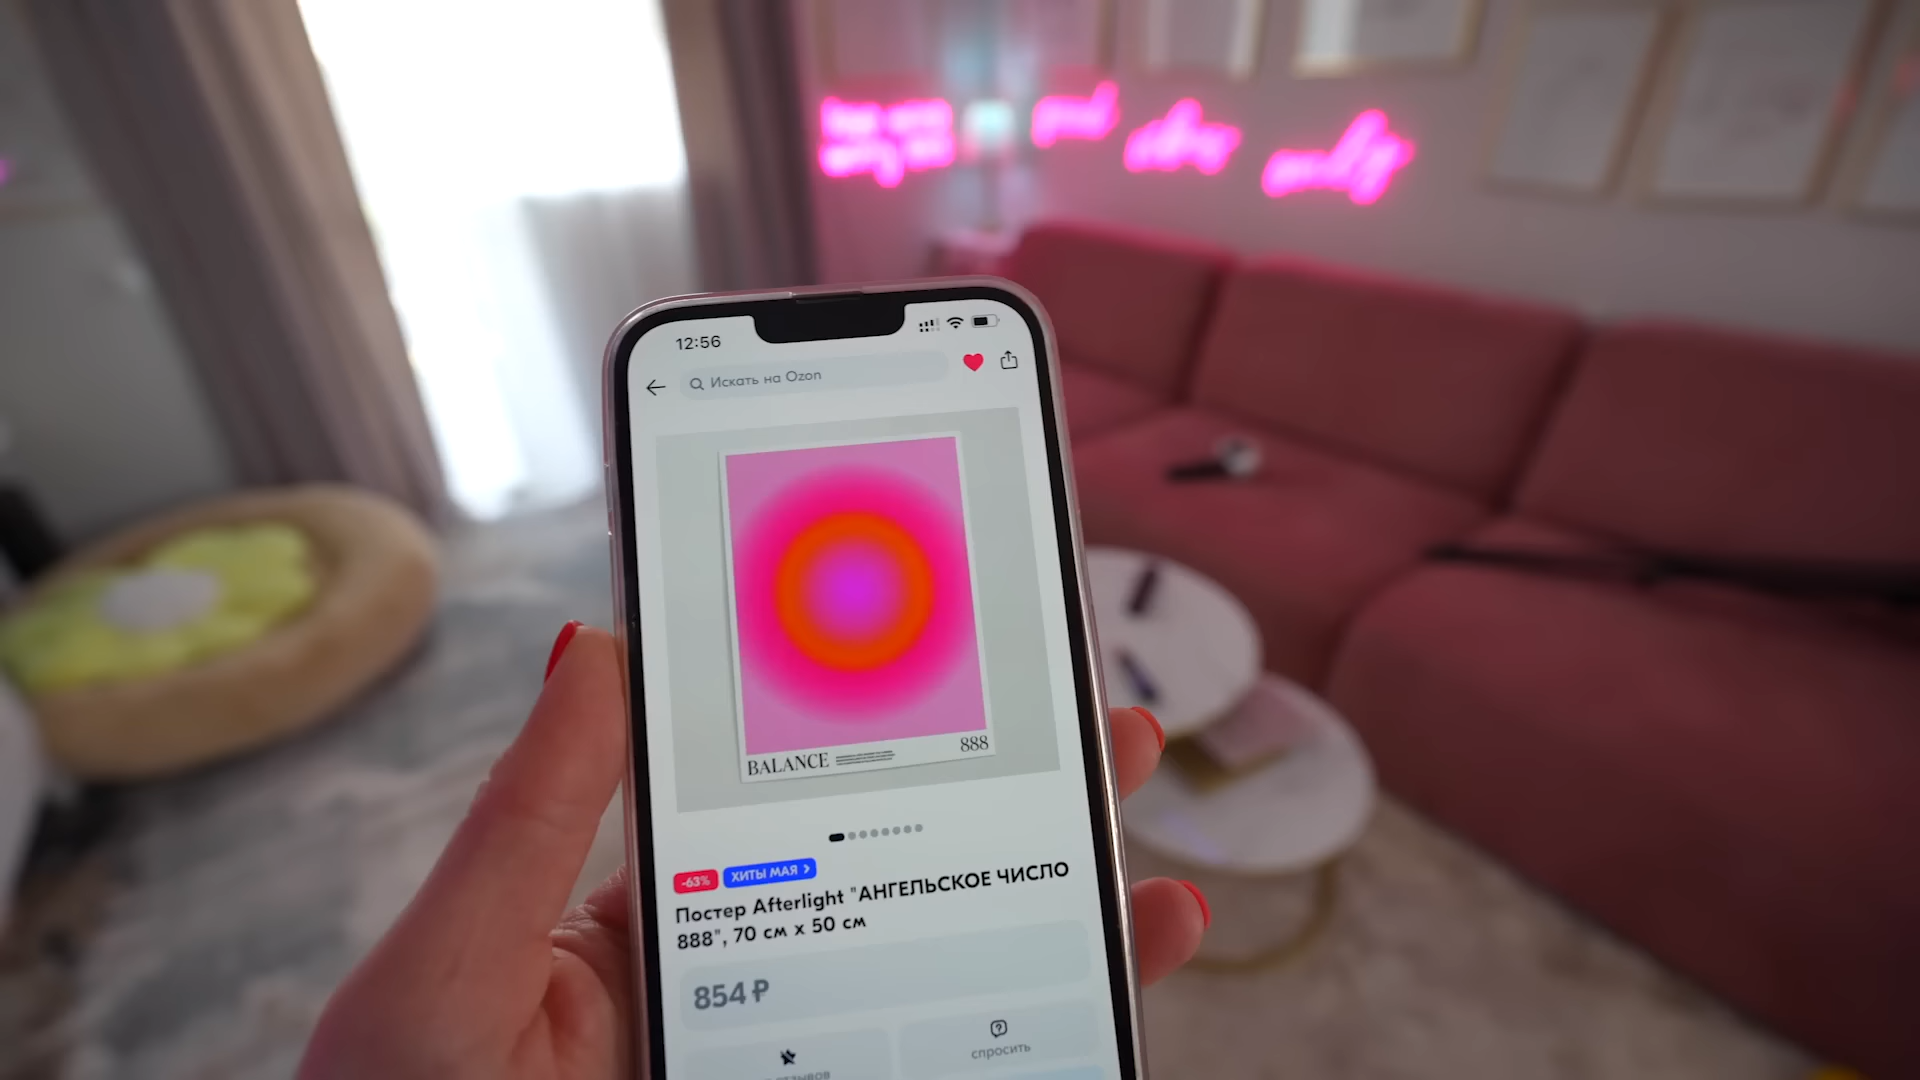 12:56
Искать на Ozon
BALANCE
888
-63%
ХИТЫ МАЯ
Постер Afterlight "АНГЕЛЬСКОЕ ЧИСЛО
888", 70 см x 50 см
854 ₽
спросить